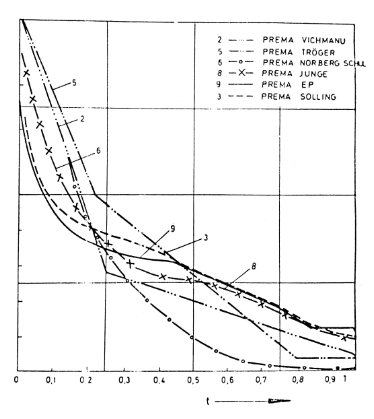 2 PREMA VICHMANU
5 PREMA TRÖGER
6 PREMA NORBERG SCHUL
8 PREMA JUNGE
9 PREMA EP
3 PREMA SOLLING
5
2
6
9
3
8
0 0,1 0,2 0,3 0,4 0,5 0,6 0,7 0,8 0,9 1
t